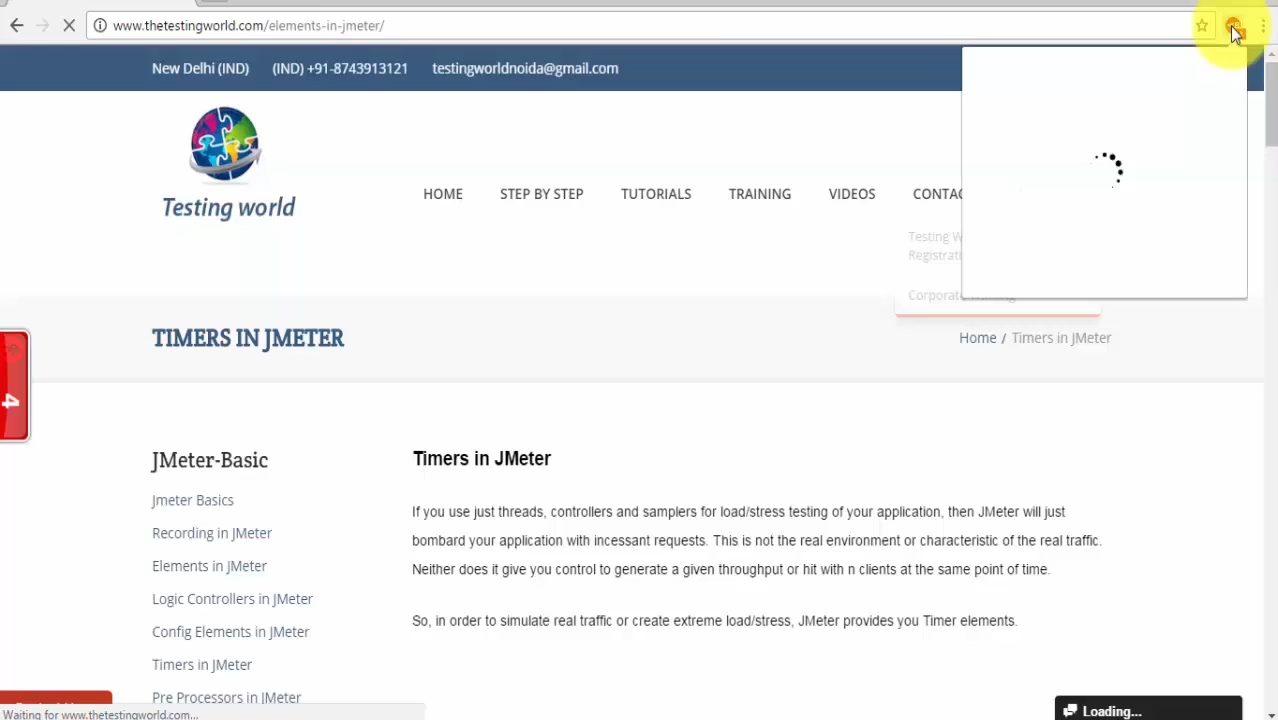 www.thetestingworld.com/elements-in-jmeter/
New Delhi (IND) (IND) +91-8743913121 testingworldnoida@gmail.com
Testing world
HOME STEP BY STEP TUTORIALS TRAINING VIDEOS CONTAC
Testing W
Registrati
Corporate
TIMERS IN JMETER
Home / Timers in JMeter
4
JMeter-Basic
Jmeter Basics
Recording in JMeter
Elements in JMeter
Logic Controllers in JMeter
Config Elements in JMeter
Timers in JMeter
Pre Processors in JMeter
Timers in JMeter
If you use just threads, controllers and samplers for load/stress testing of your application, then JMeter will just
bombard your application with incessant requests. This is not the real environment or characteristic of the real traffic.
Neither does it give you control to generate a given throughput or hit with n clients at the same point of time.
So, in order to simulate real traffic or create extreme load/stress, JMeter provides you Timer elements.
Waiting for www.thetestingworld.com...
Loading...